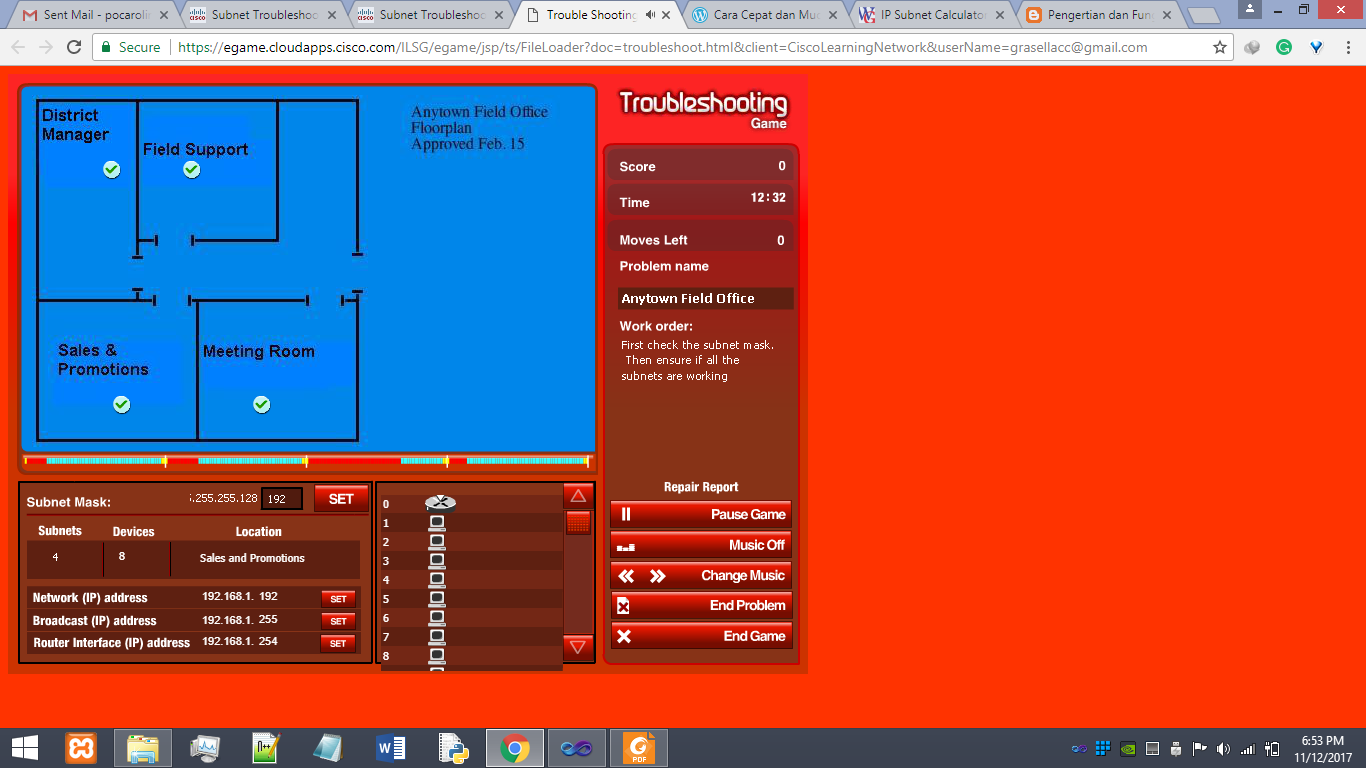 Sent Mail - pocarolin
Subnet Troubleshoo
Subnet Troubleshoo
Trouble Shooting
Cara Cepat dan Mud
IP Subnet Calculator
Pengertian dan Fun
Secure
https://egame.cloudapps.cisco.com/ILSG/egame/jsp/ts/FileLoader?doc=troubleshoot.html&client=CiscoLearningNetwork&userName=grasellacc@gmail.com
District
Manager
Field Support
Anytown Field Office
Floorplan
Approved Feb. 15
Sales &
Promotions
Meeting Room
Troubleshooting
Game
Score 0
Time 12:32
Moves Left 0
Problem name
Anytown Field Office
Work order:
First check the subnet mask.
Then ensure if all the
subnets are working
Repair Report
Pause Game
Music Off
Change Music
End Problem
End Game
Subnet Mask: .255.255.128 192 SET
Subnets Devices Location
4 8 Sales and Promotions
Network (IP) address 192.168.1. 192 SET
Broadcast (IP) address 192.168.1. 255 SET
Router Interface (IP) address 192.168.1. 254 SET
0
1
2
3
4
5
6
7
8
PDF
6:53 PM
11/12/2017